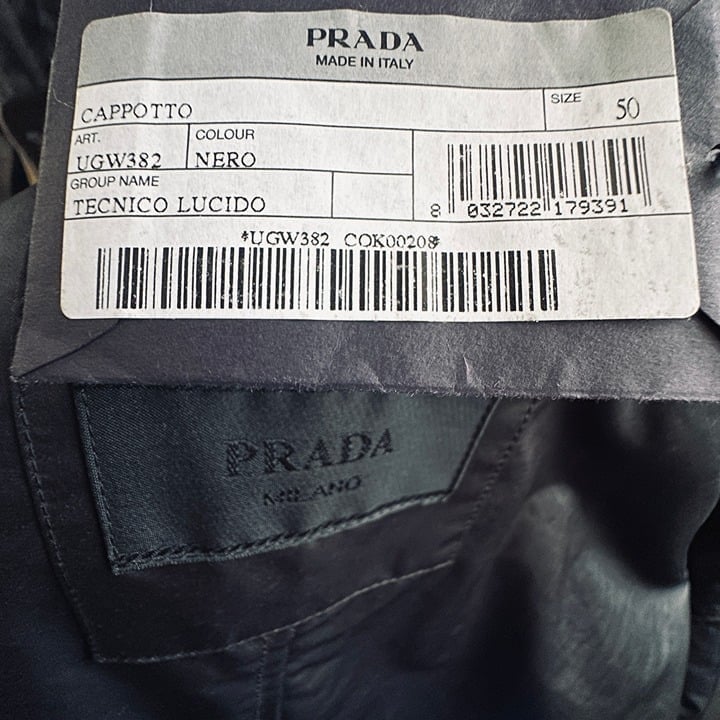 PRADA
MADE IN ITALY
CAPPOTTO
SIZE 50
ART. UGW382
COLOUR NERO
GROUP NAME
TECNICO LUCIDO
8 032722 179391
*UGW382 COK00208*
PRADA
MILANO